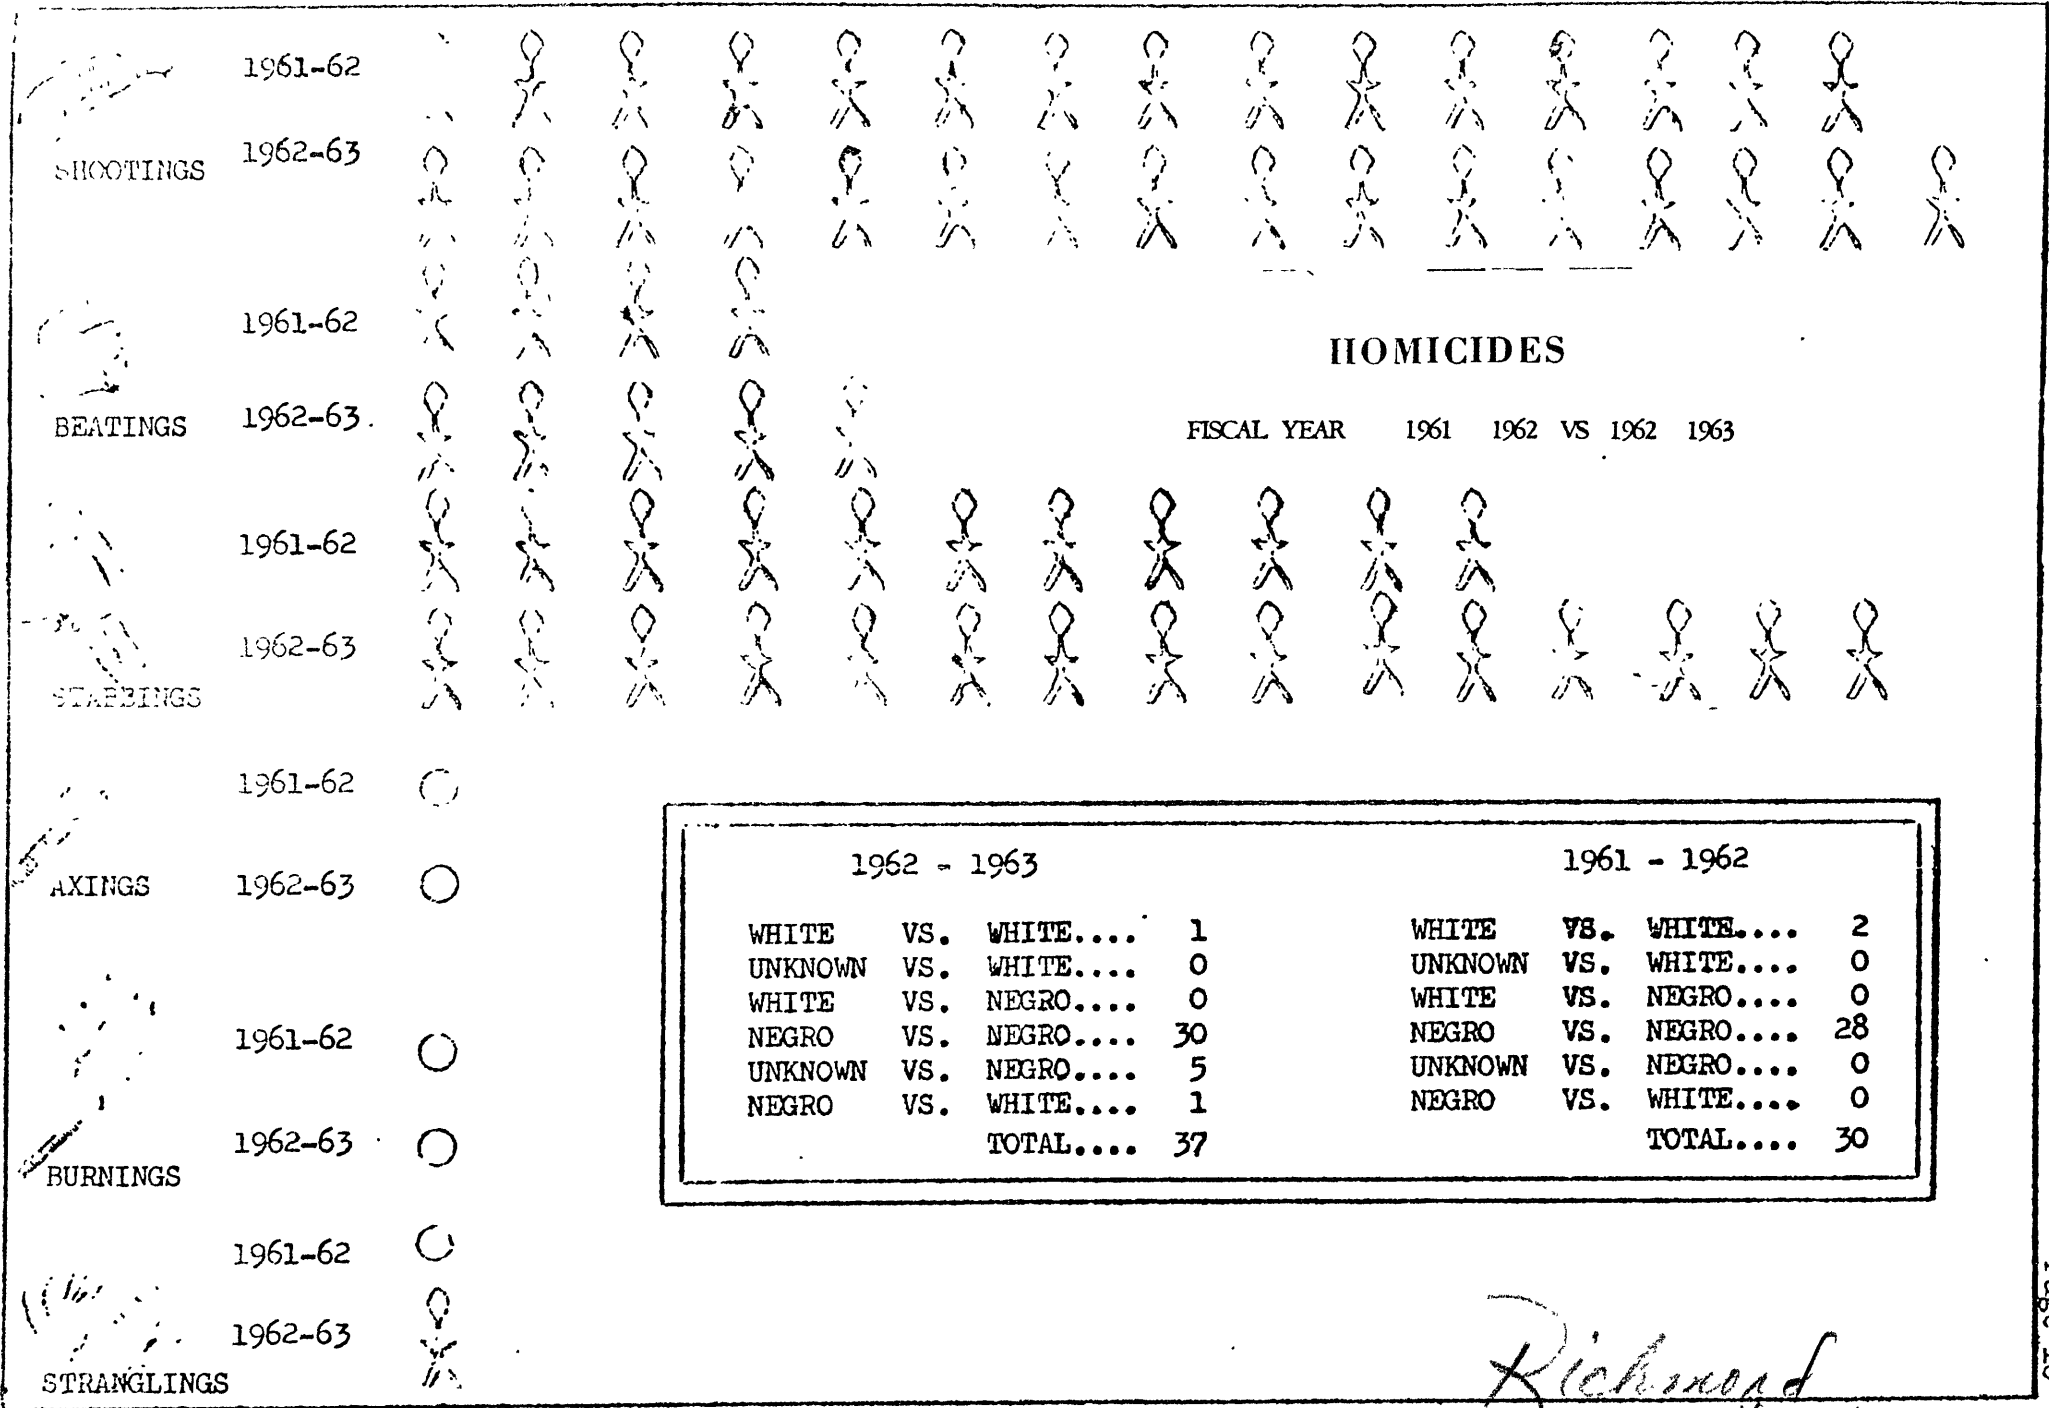 1961-62
SHOOTINGS 1962-63
1961-62
HOMICIDES
BEATINGS 1962-63.
FISCAL YEAR 1961 1962 VS 1962 1963
1961-62
1962-63
STABBINGS
1961-62
AXINGS 1962-63
1962 - 1963
WHITE VS. WHITE.... 1
UNKNOWN VS. WHITE.... 0
WHITE VS. NEGRO.... 0
NEGRO VS. NEGRO.... 30
UNKNOWN VS. NEGRO.... 5
NEGRO VS. WHITE.... 1
TOTAL.... 37
1961 - 1962
WHITE VS. WHITE.... 2
UNKNOWN VS. WHITE.... 0
WHITE VS. NEGRO.... 0
NEGRO VS. NEGRO.... 28
UNKNOWN VS. NEGRO.... 0
NEGRO VS. WHITE.... 0
TOTAL.... 30
1961-62
1962-63
BURNINGS
1961-62
1962-63
STRANGLINGS
Richmond